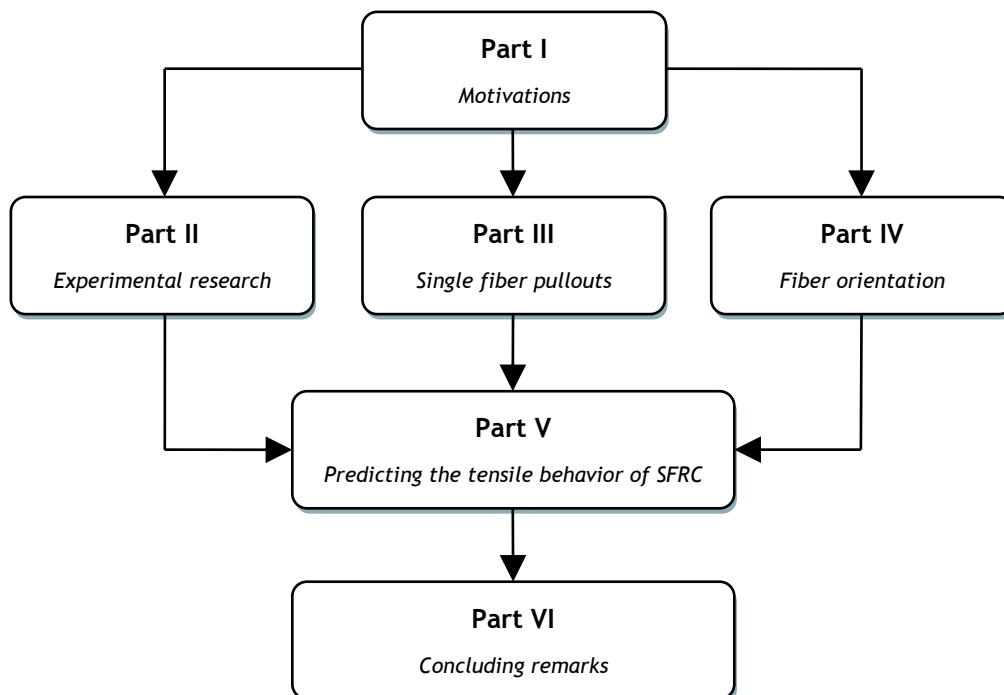 Part I
Motivations
Part II
Experimental research
Part III
Single fiber pullouts
Part IV
Fiber orientation
Part V
Predicting the tensile behavior of SFRC
Part VI
Concluding remarks